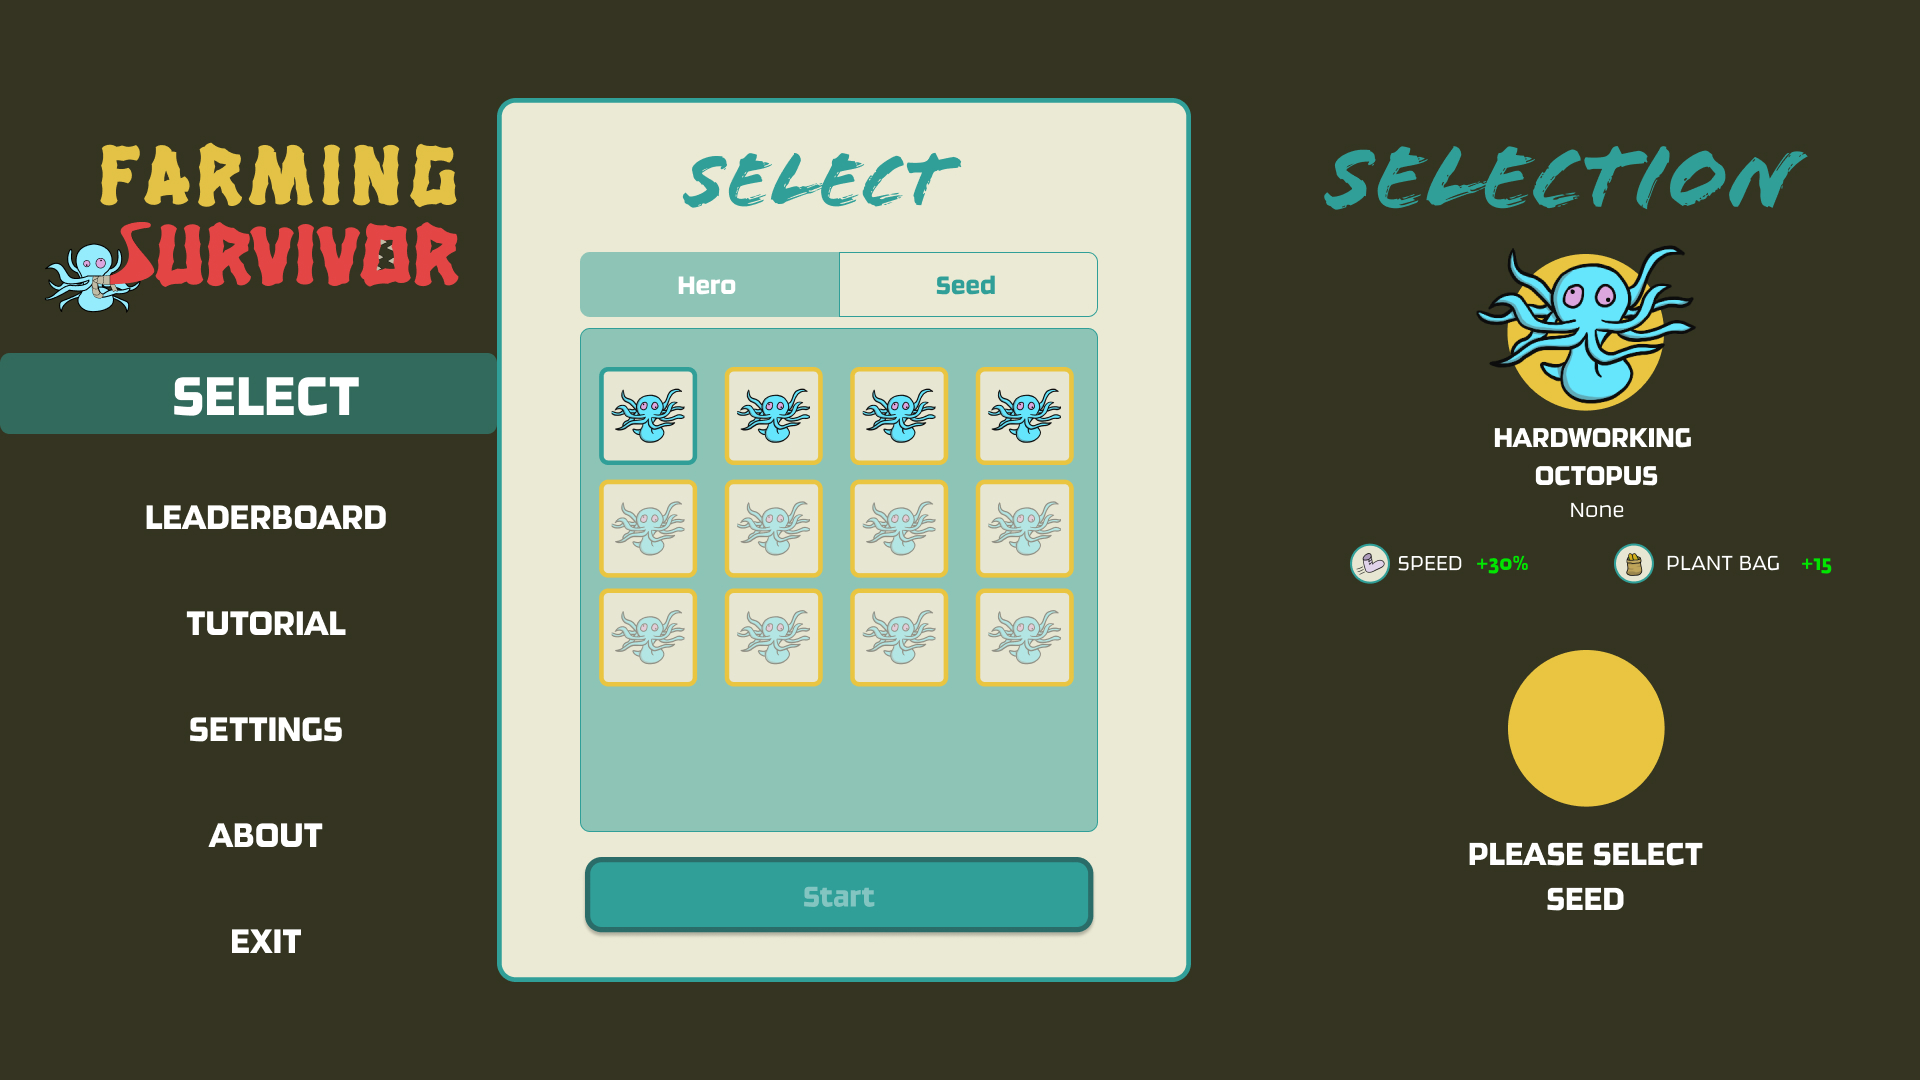 FARMING
SURVIVOR
SELECT
LEADERBOARD
TUTORIAL
SETTINGS
ABOUT
EXIT
SELECT
Hero
Seed
Start
SELECTION
HARDWORKING
OCTOPUS
None
SPEED +30%
PLANT BAG +15
PLEASE SELECT
SEED